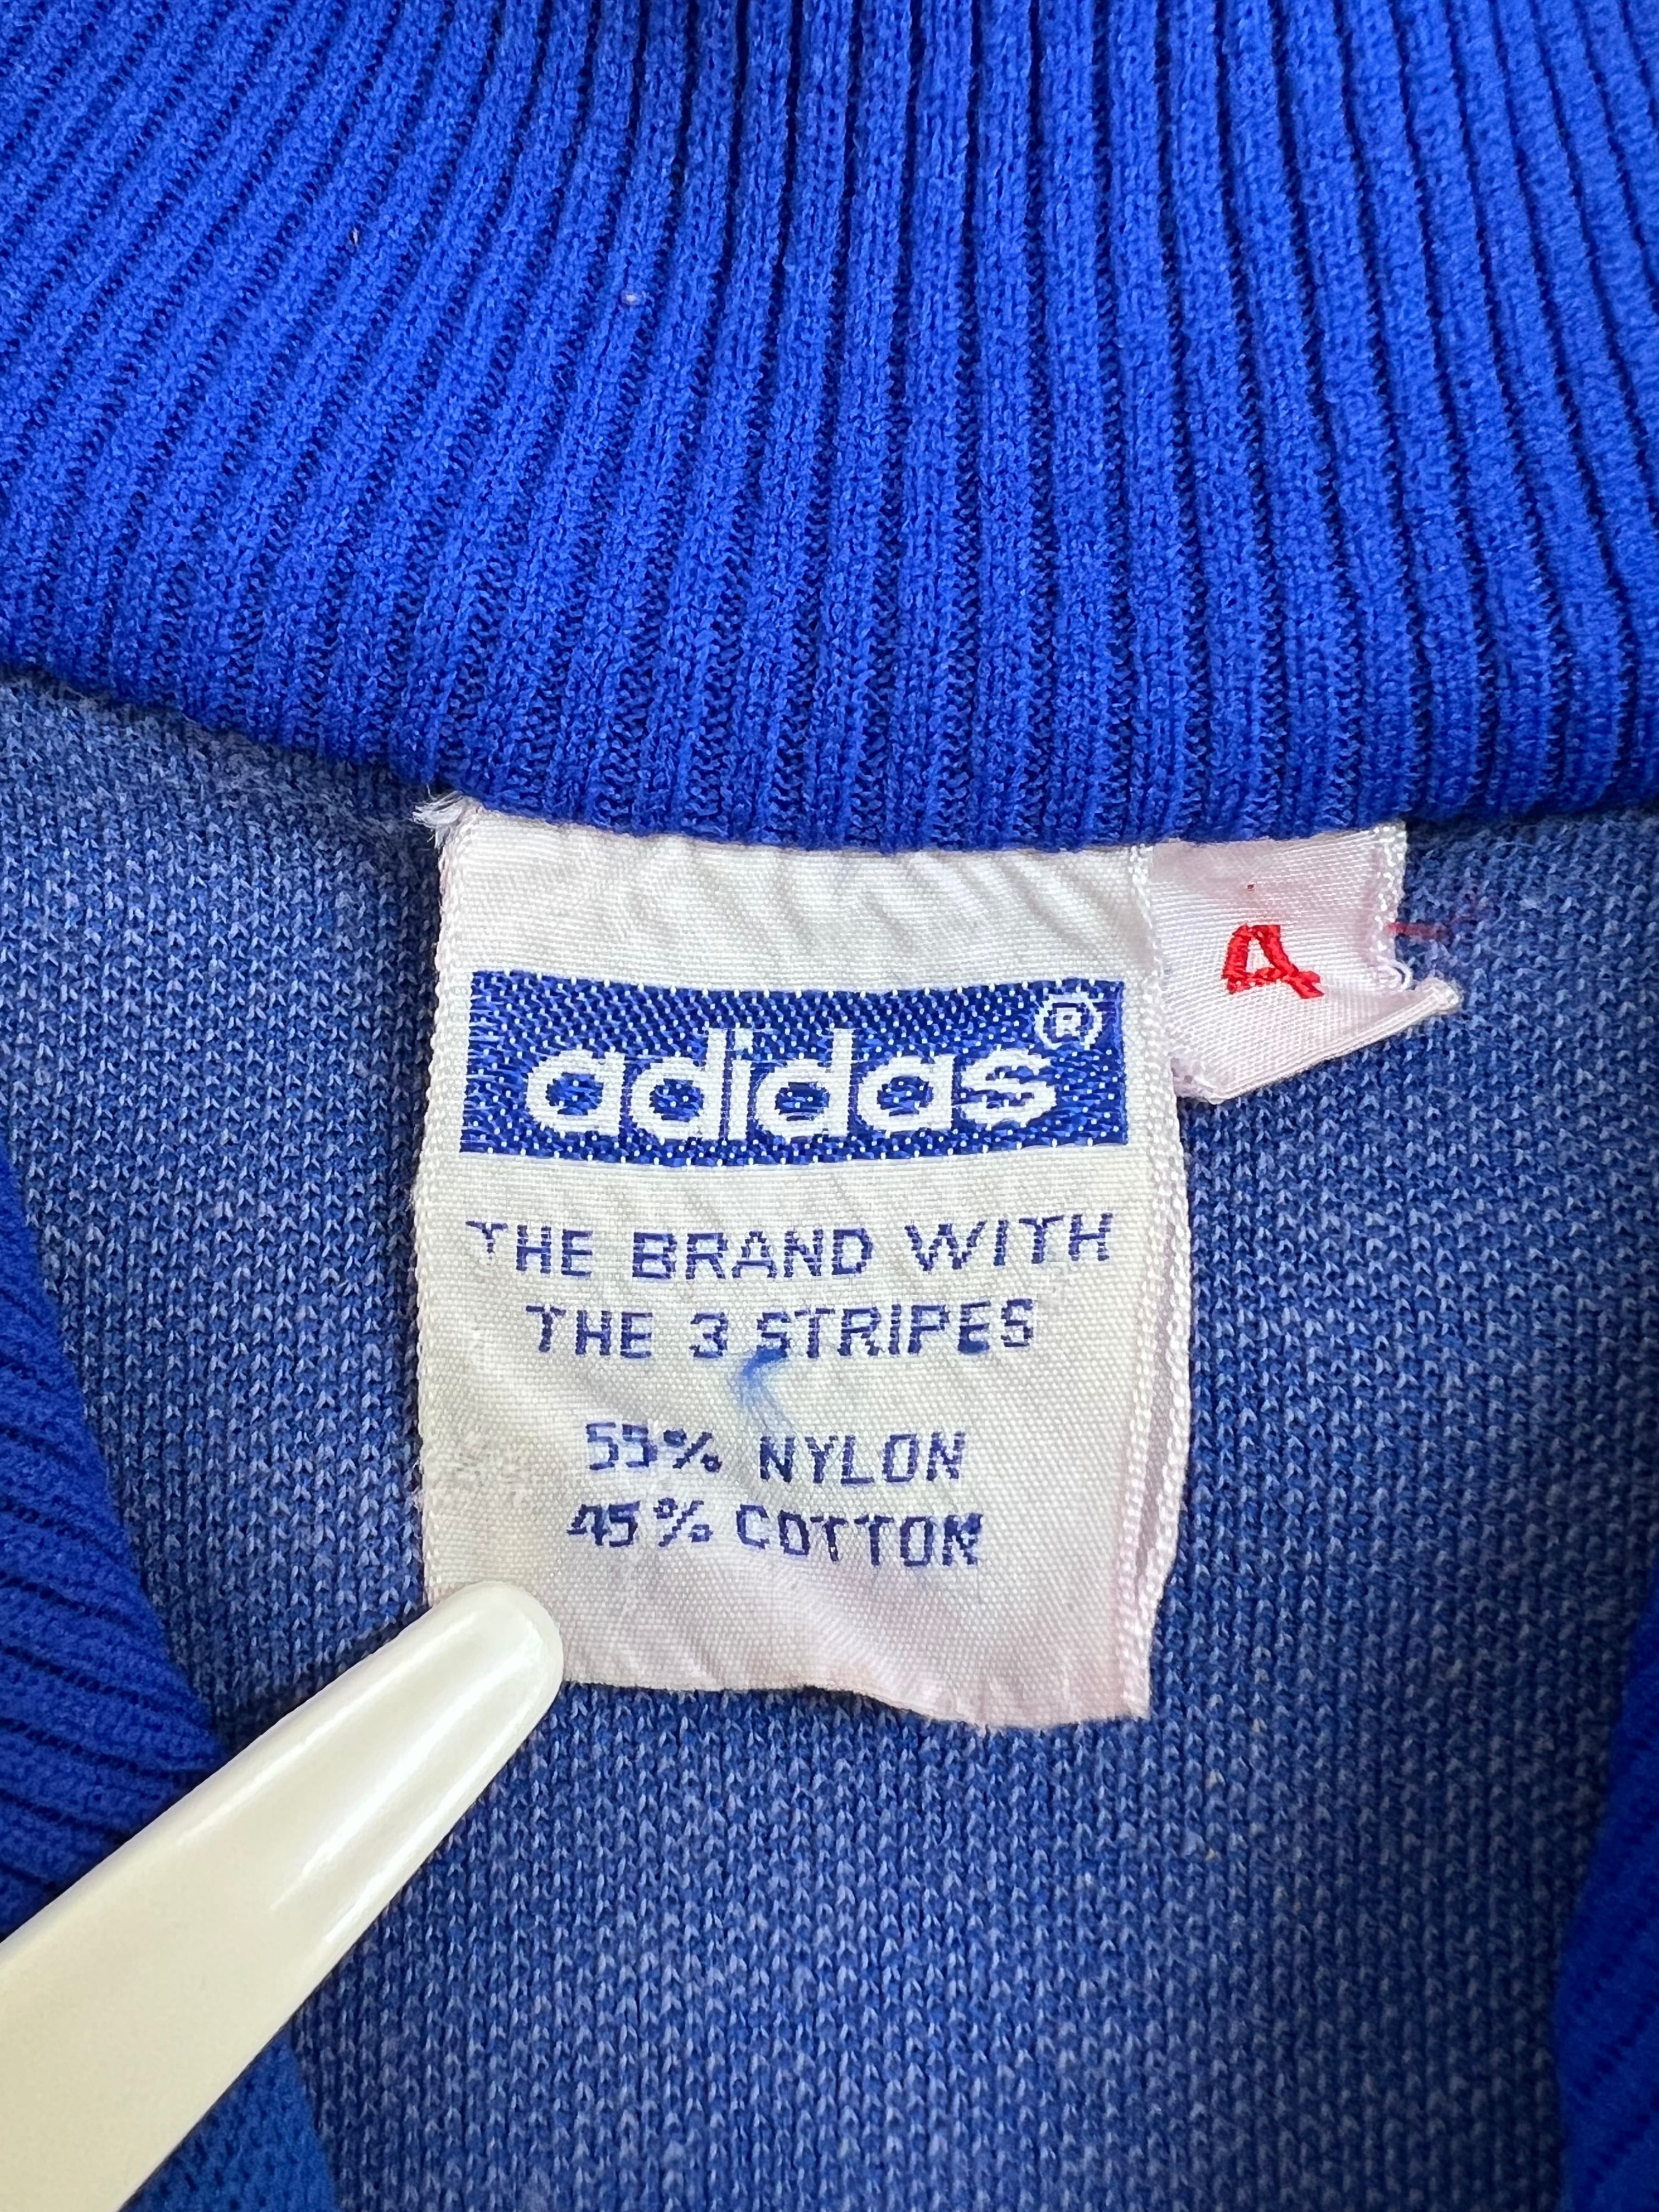 4
adidas®
THE BRAND WITH
THE 3 STRIPES
55% NYLON
45% COTTON